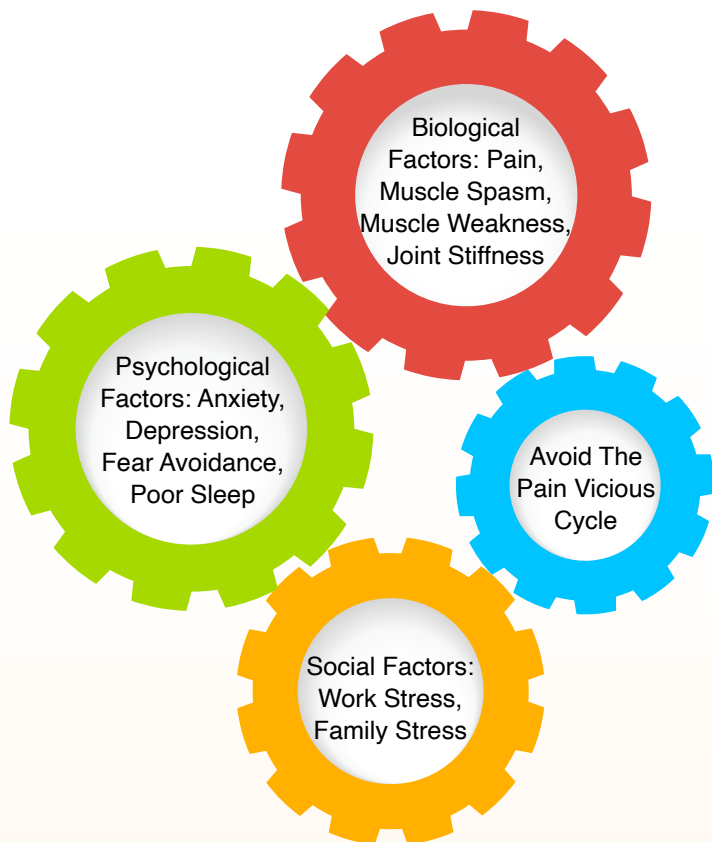 Biological
Factors: Pain,
Muscle Spasm,
Muscle Weakness,
Joint Stiffness
Psychological
Factors: Anxiety,
Depression,
Fear Avoidance,
Poor Sleep
Avoid The
Pain Vicious
Cycle
Social Factors:
Work Stress,
Family Stress